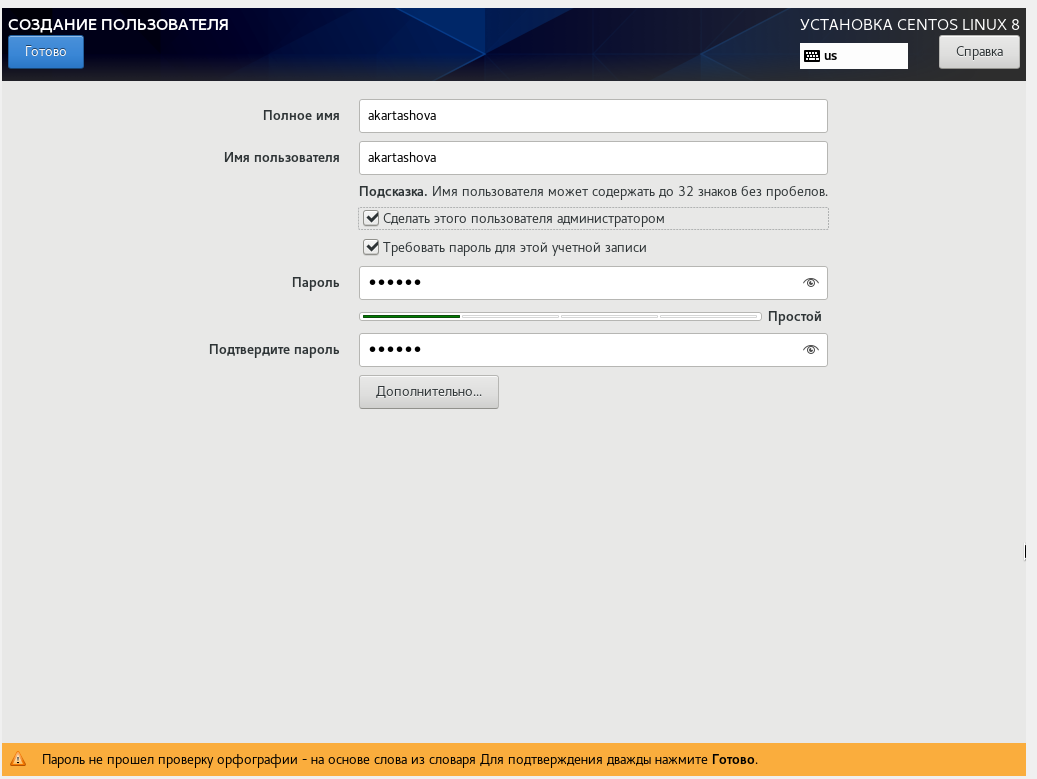 СОЗДАНИЕ ПОЛЬЗОВАТЕЛЯ
УСТАНОВКА CENTOS LINUX 8
Готово
us
Справка
Полное имя
akartashova
Имя пользователя
akartashova
Подсказка. Имя пользователя может содержать до 32 знаков без пробелов.
Сделать этого пользователя администратором
Требовать пароль для этой учетной записи
Пароль
••••••
Простой
Подтвердите пароль
••••••
Дополнительно...
Пароль не прошел проверку орфографии - на основе слова из словаря Для подтверждения дважды нажмите Готово.